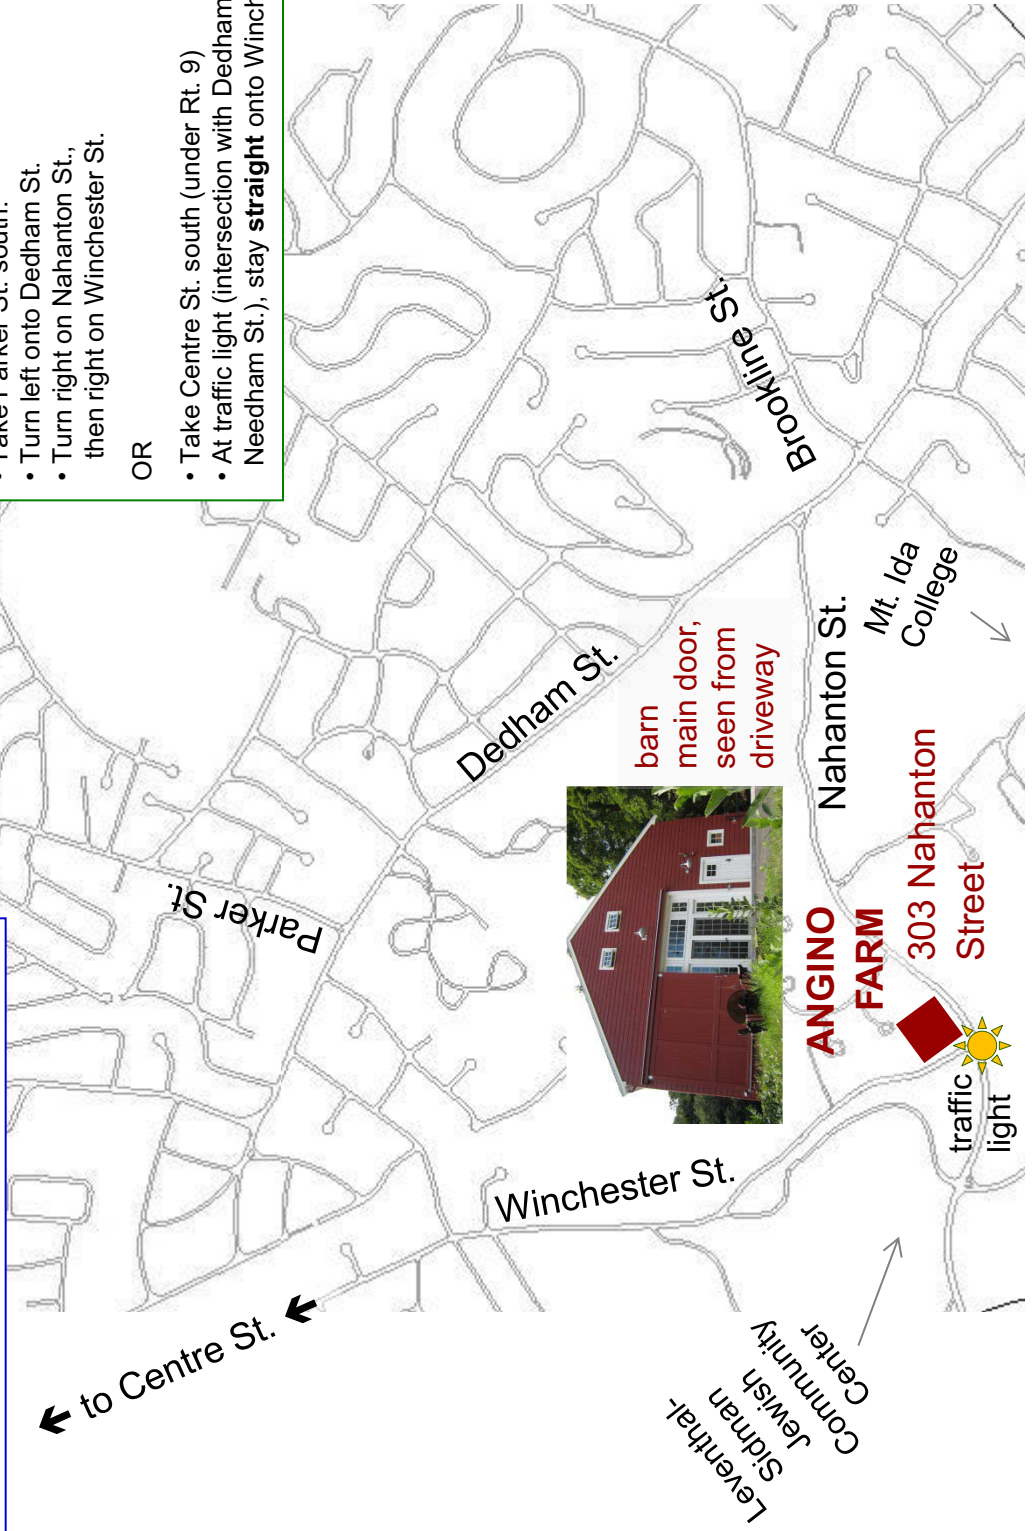 • Take Parker St. south.
• Turn left onto Dedham St.
• Turn right on Nahanton St.,
then right on Winchester St.
OR
• Take Centre St. south (under Rt. 9)
• At traffic light (intersection with Dedham
Needham St.), stay straight onto Winch
← to Centre St. ←
Parker St.
Dedham St.
Brookline St.
Winchester St.
Nahanton St.
barn
main door,
seen from
driveway
ANGINO
FARM
303 Nahanton
Street
traffic
light
Mt. Ida
College
Leventhal-
Sidman
Jewish
Community
Center